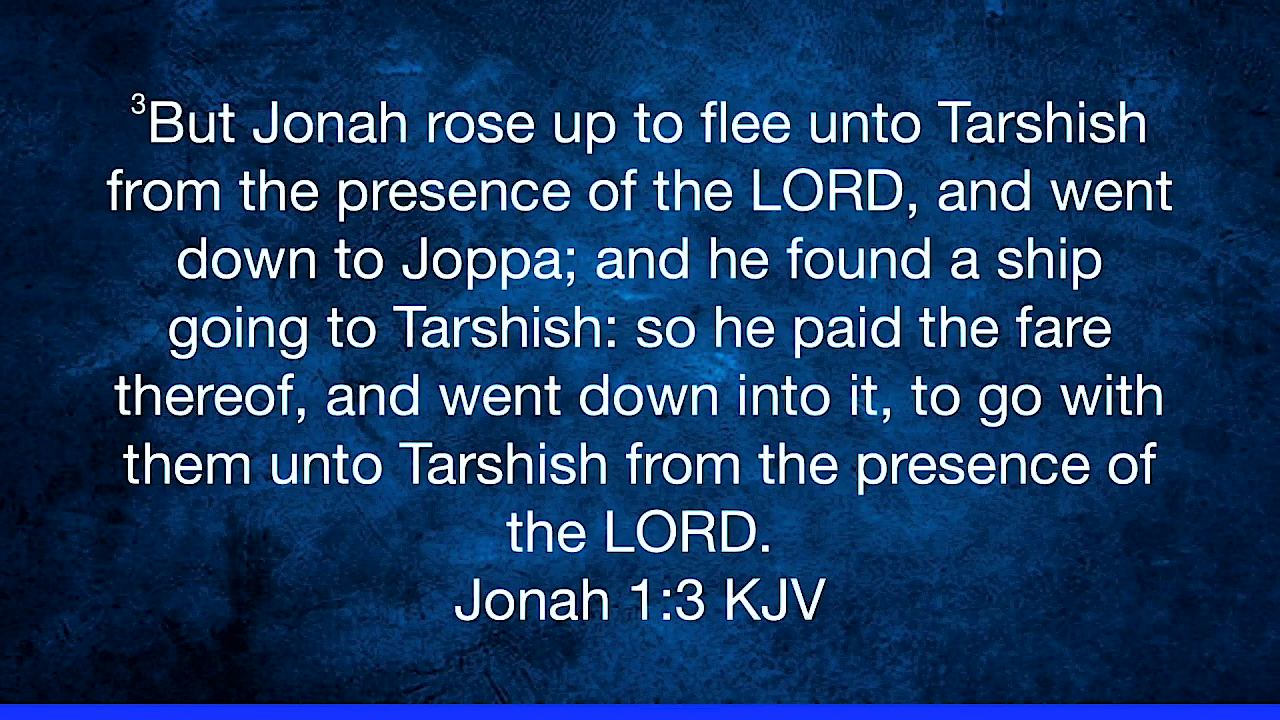 ³But Jonah rose up to flee unto Tarshish
from the presence of the LORD, and went
down to Joppa; and he found a ship
going to Tarshish: so he paid the fare
thereof, and went down into it, to go with
them unto Tarshish from the presence of
the LORD.
Jonah 1:3 KJV